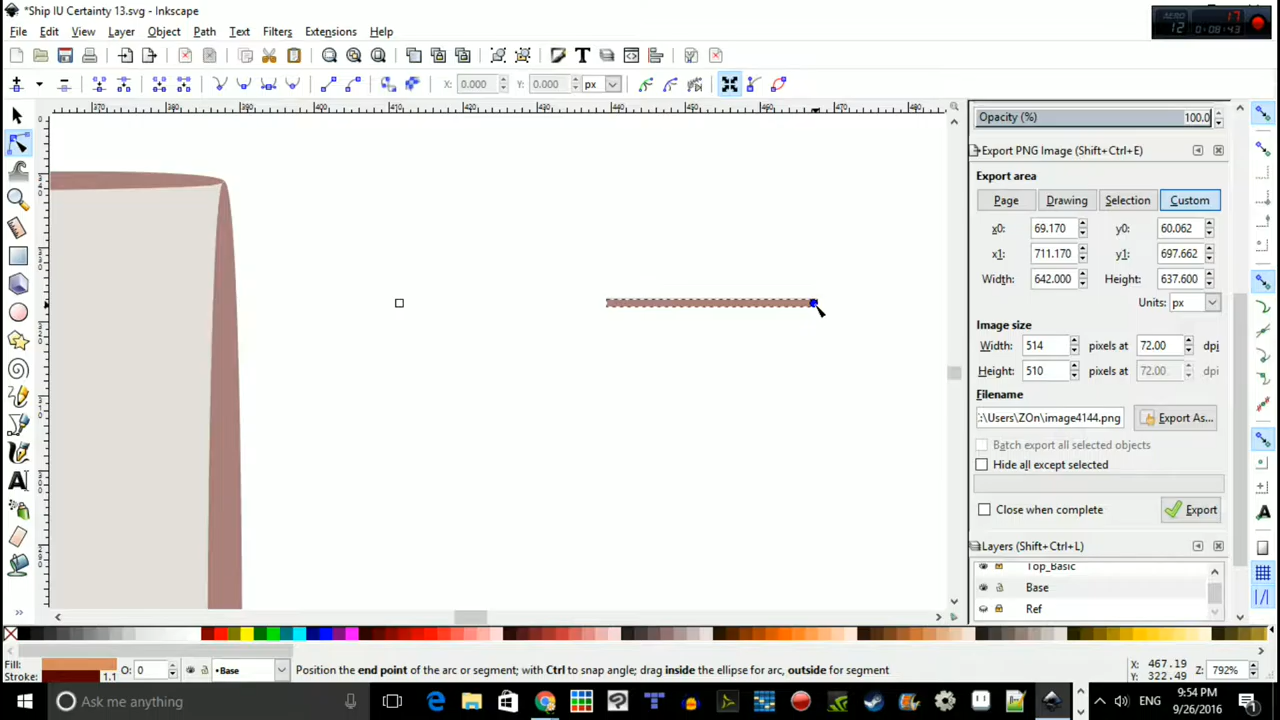 *Ship IU Certainty 13.svg - Inkscape
17
12
0:08:43
File Edit View Layer Object Path Text Filters Extensions Help
X: 0.000 Y: 0.000 px
Opacity (%) 100.0
Export PNG Image (Shift+Ctrl+E)
Export area
Page Drawing Selection Custom
x0: 69.170 y0: 60.062
x1: 711.170 y1: 697.662
Width: 642.000 Height: 637.600
Units: px
Image size
Width: 514 pixels at 72.00 dpi
Height: 510 pixels at 72.00 dpi
Filename
:\Users\ZOn\image4144.png Export As...
Batch export all selected objects
Hide all except selected
Close when complete Export
Layers (Shift+Ctrl+L)
Top_Basic
Base
Ref
Fill:
Stroke: 1.1
O: 0
•Base
Position the end point of the arc or segment; with Ctrl to snap angle; drag inside the ellipse for arc, outside for segment
X: 467.19
Y: 322.49
Z: 792%
Ask me anything
ENG
9:54 PM
9/26/2016